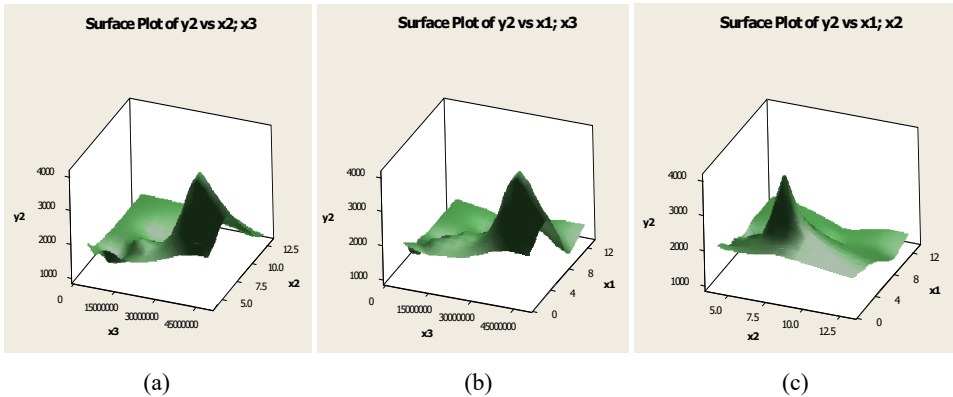 Surface Plot of y2 vs x2; x3
4000
3000
y2
2000
1000
0
15000000
30000000
45000000
x3
5.0
7.5
10.0
12.5
x2
(a)
Surface Plot of y2 vs x1; x3
4000
3000
y2
2000
1000
0
15000000
30000000
45000000
x3
0
4
8
12
x1
(b)
Surface Plot of y2 vs x1; x2
4000
3000
y2
2000
1000
5.0
7.5
10.0
12.5
x2
0
4
8
12
x1
(c)